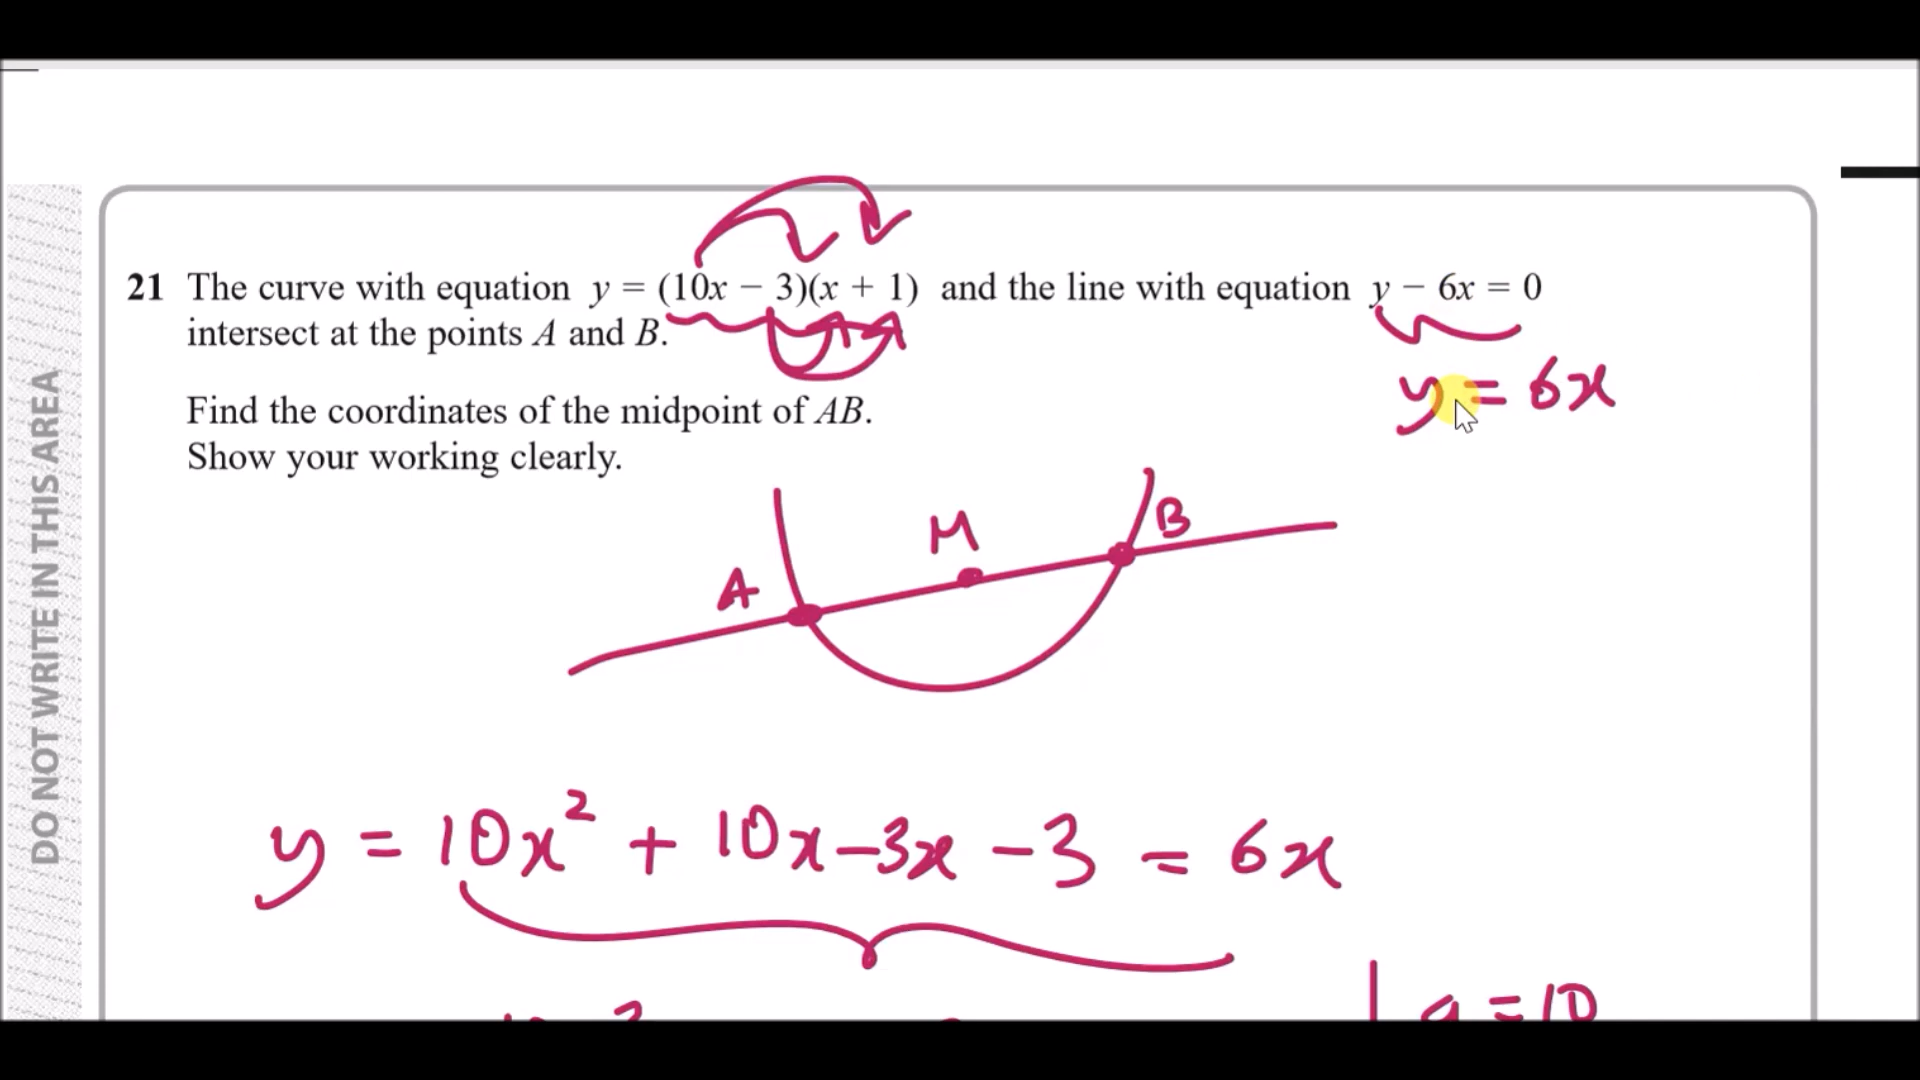 DO NOT WRITE IN THIS AREA
21 The curve with equation y = (10x − 3)(x + 1) and the line with equation y − 6x = 0
intersect at the points A and B.
y = 6x
Find the coordinates of the midpoint of AB.
Show your working clearly.
A M B
y = 10x² + 10x − 3x − 3 = 6x
a = 10